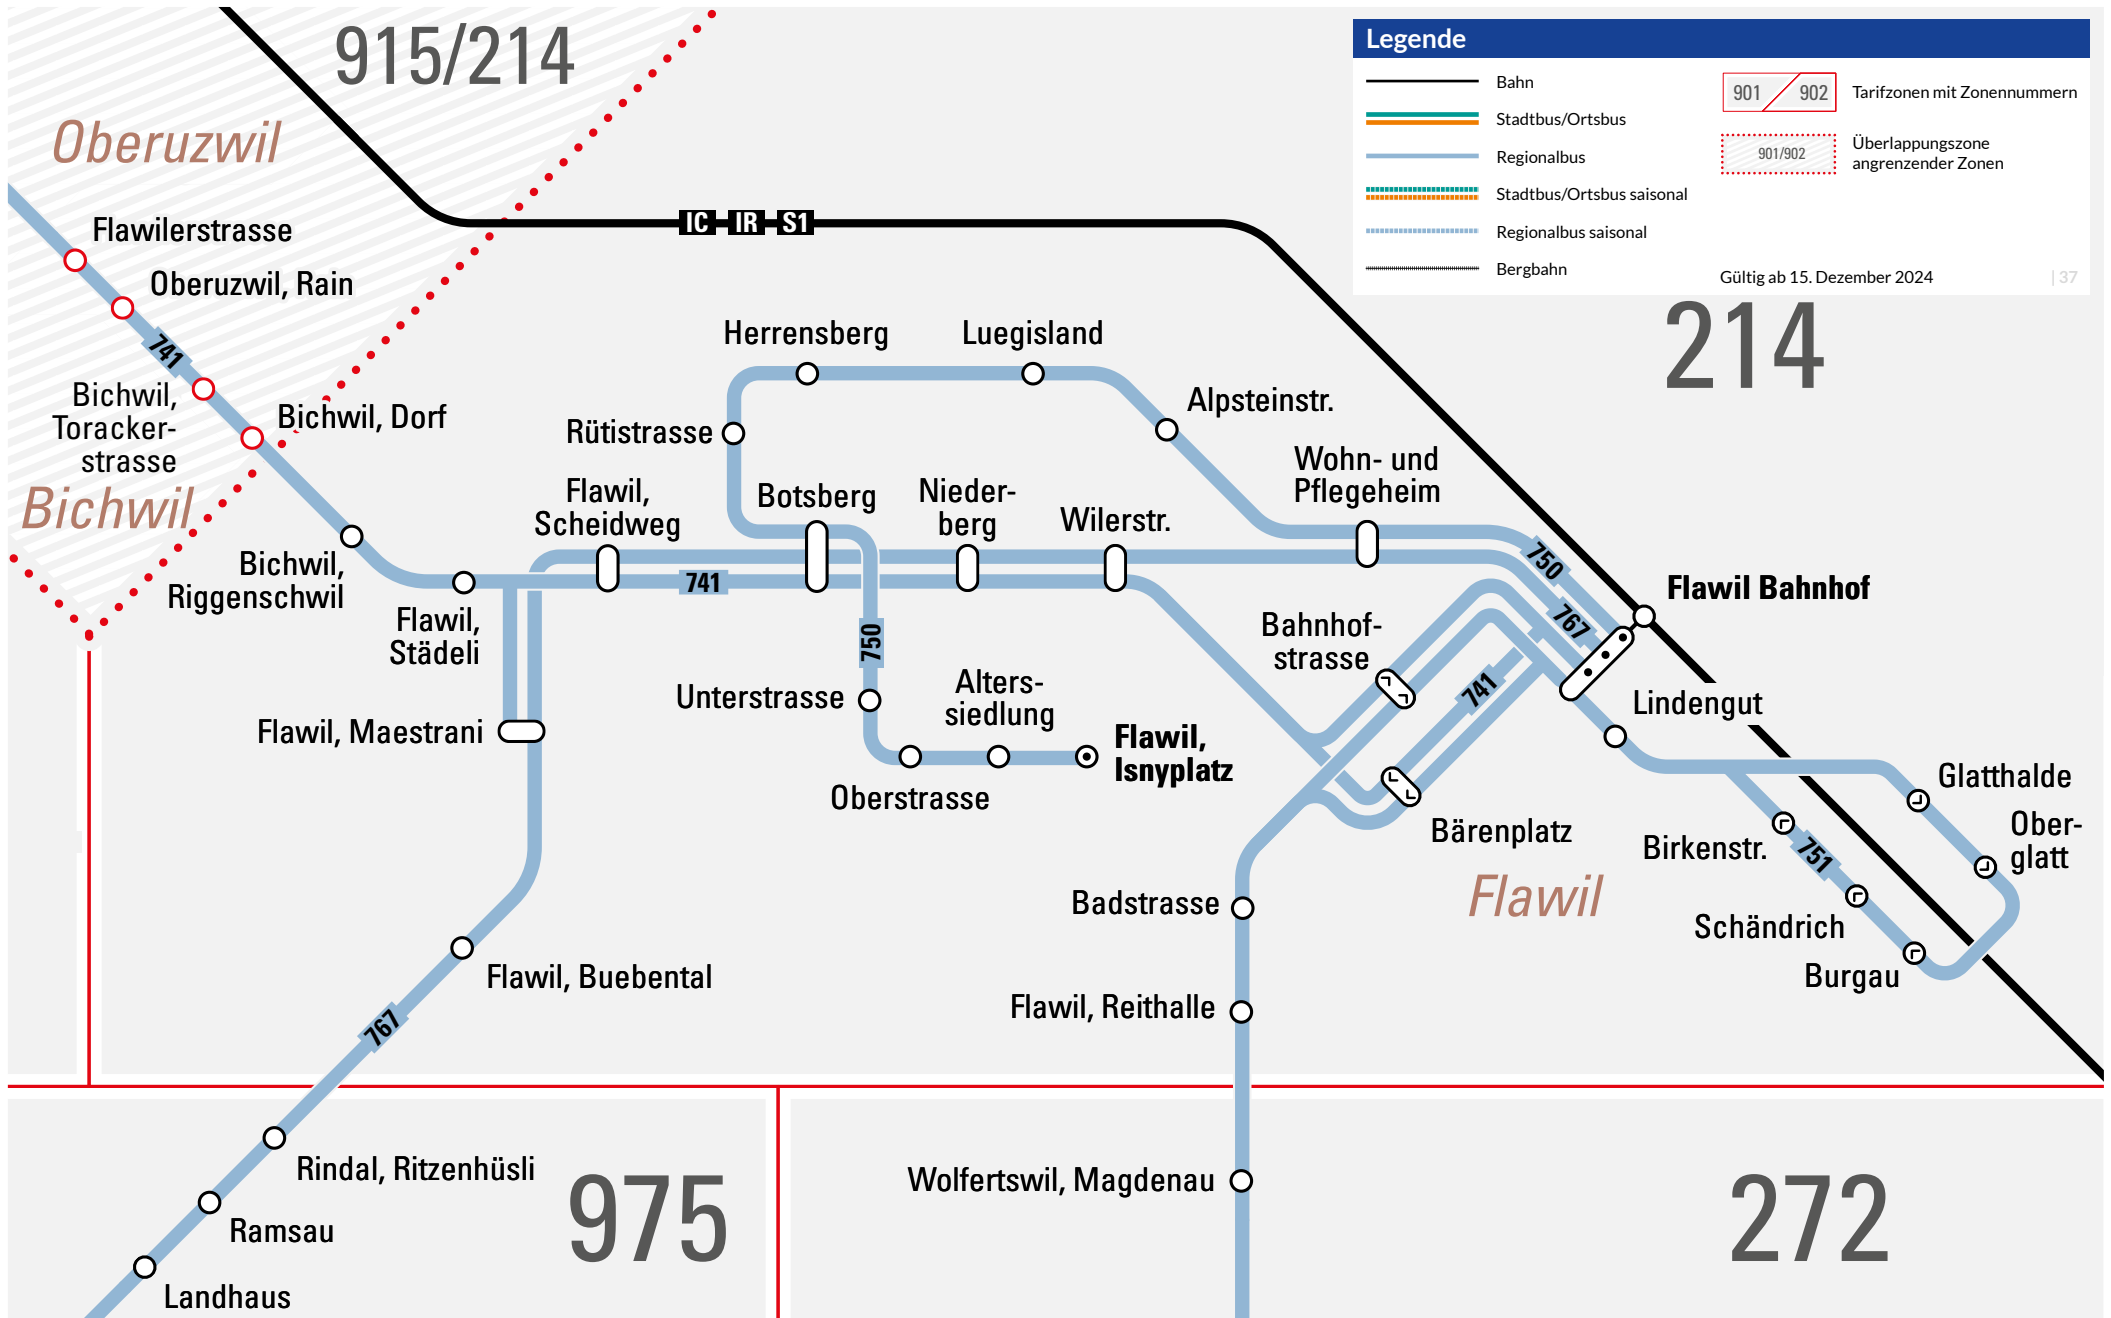 915/214
Oberuzwil
Flawilerstrasse
Oberuzwil, Rain
741
Bichwil,
Toracker-
strasse
Bichwil, Dorf
Bichwil
Bichwil,
Riggenschwil
Flawil,
Städeli
IC IR S1
Legende
Bahn
Stadtbus/Ortsbus
Regionalbus
Stadtbus/Ortsbus saisonal
Regionalbus saisonal
Bergbahn
901 902
Tarifzonen mit Zonennummern
901/902
Überlappungszone
angrenzender Zonen
Gültig ab 15. Dezember 2024
| 37
214
Herrensberg
Luegisland
Rütistrasse
Alpsteinstr.
Flawil,
Scheidweg
Botsberg
Nieder-
berg
Wilerstr.
Wohn- und
Pflegeheim
741
750
750
767
741
Flawil Bahnhof
Bahnhof-
strasse
Lindengut
Flawil, Maestrani
Unterstrasse
Alters-
siedlung
Flawil,
Isnyplatz
Oberstrasse
Bärenplatz
Flawil
Glatthalde
Ober-
glatt
Birkenstr.
751
Schändrich
Burgau
Badstrasse
Flawil, Reithalle
Flawil, Buebental
767
Rindal, Ritzenhüsli
Ramsau
Landhaus
975
Wolfertswil, Magdenau
272